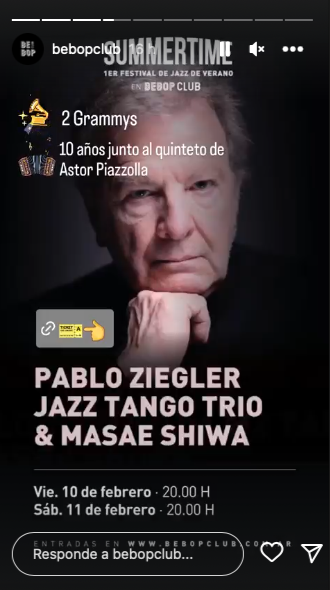 SUMMERTIME
bebopclub 16 h
1ER FESTIVAL DE JAZZ DE VERANO
EN BEBOP CLUB
2 Grammys
10 años junto al quinteto de
Astor Piazzolla
PABLO ZIEGLER
JAZZ TANGO TRIO
& MASAE SHIWA
Vie. 10 de febrero · 20.00 H
Sáb. 11 de febrero · 20.00 H
ENTRADAS EN WWW.BEBOPCLUB.COM.AR
Responde a bebopclub...